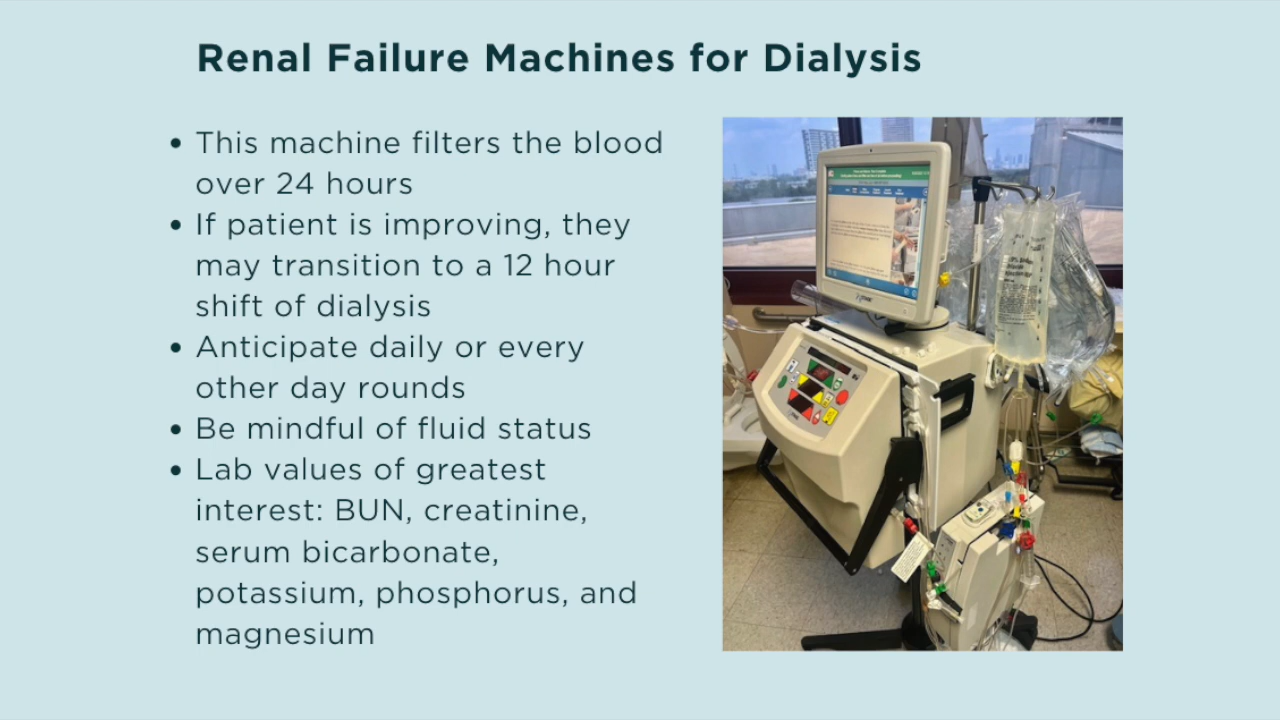 Renal Failure Machines for Dialysis
• This machine filters the blood
over 24 hours
• If patient is improving, they
may transition to a 12 hour
shift of dialysis
• Anticipate daily or every
other day rounds
• Be mindful of fluid status
• Lab values of greatest
interest: BUN, creatinine,
serum bicarbonate,
potassium, phosphorus, and
magnesium